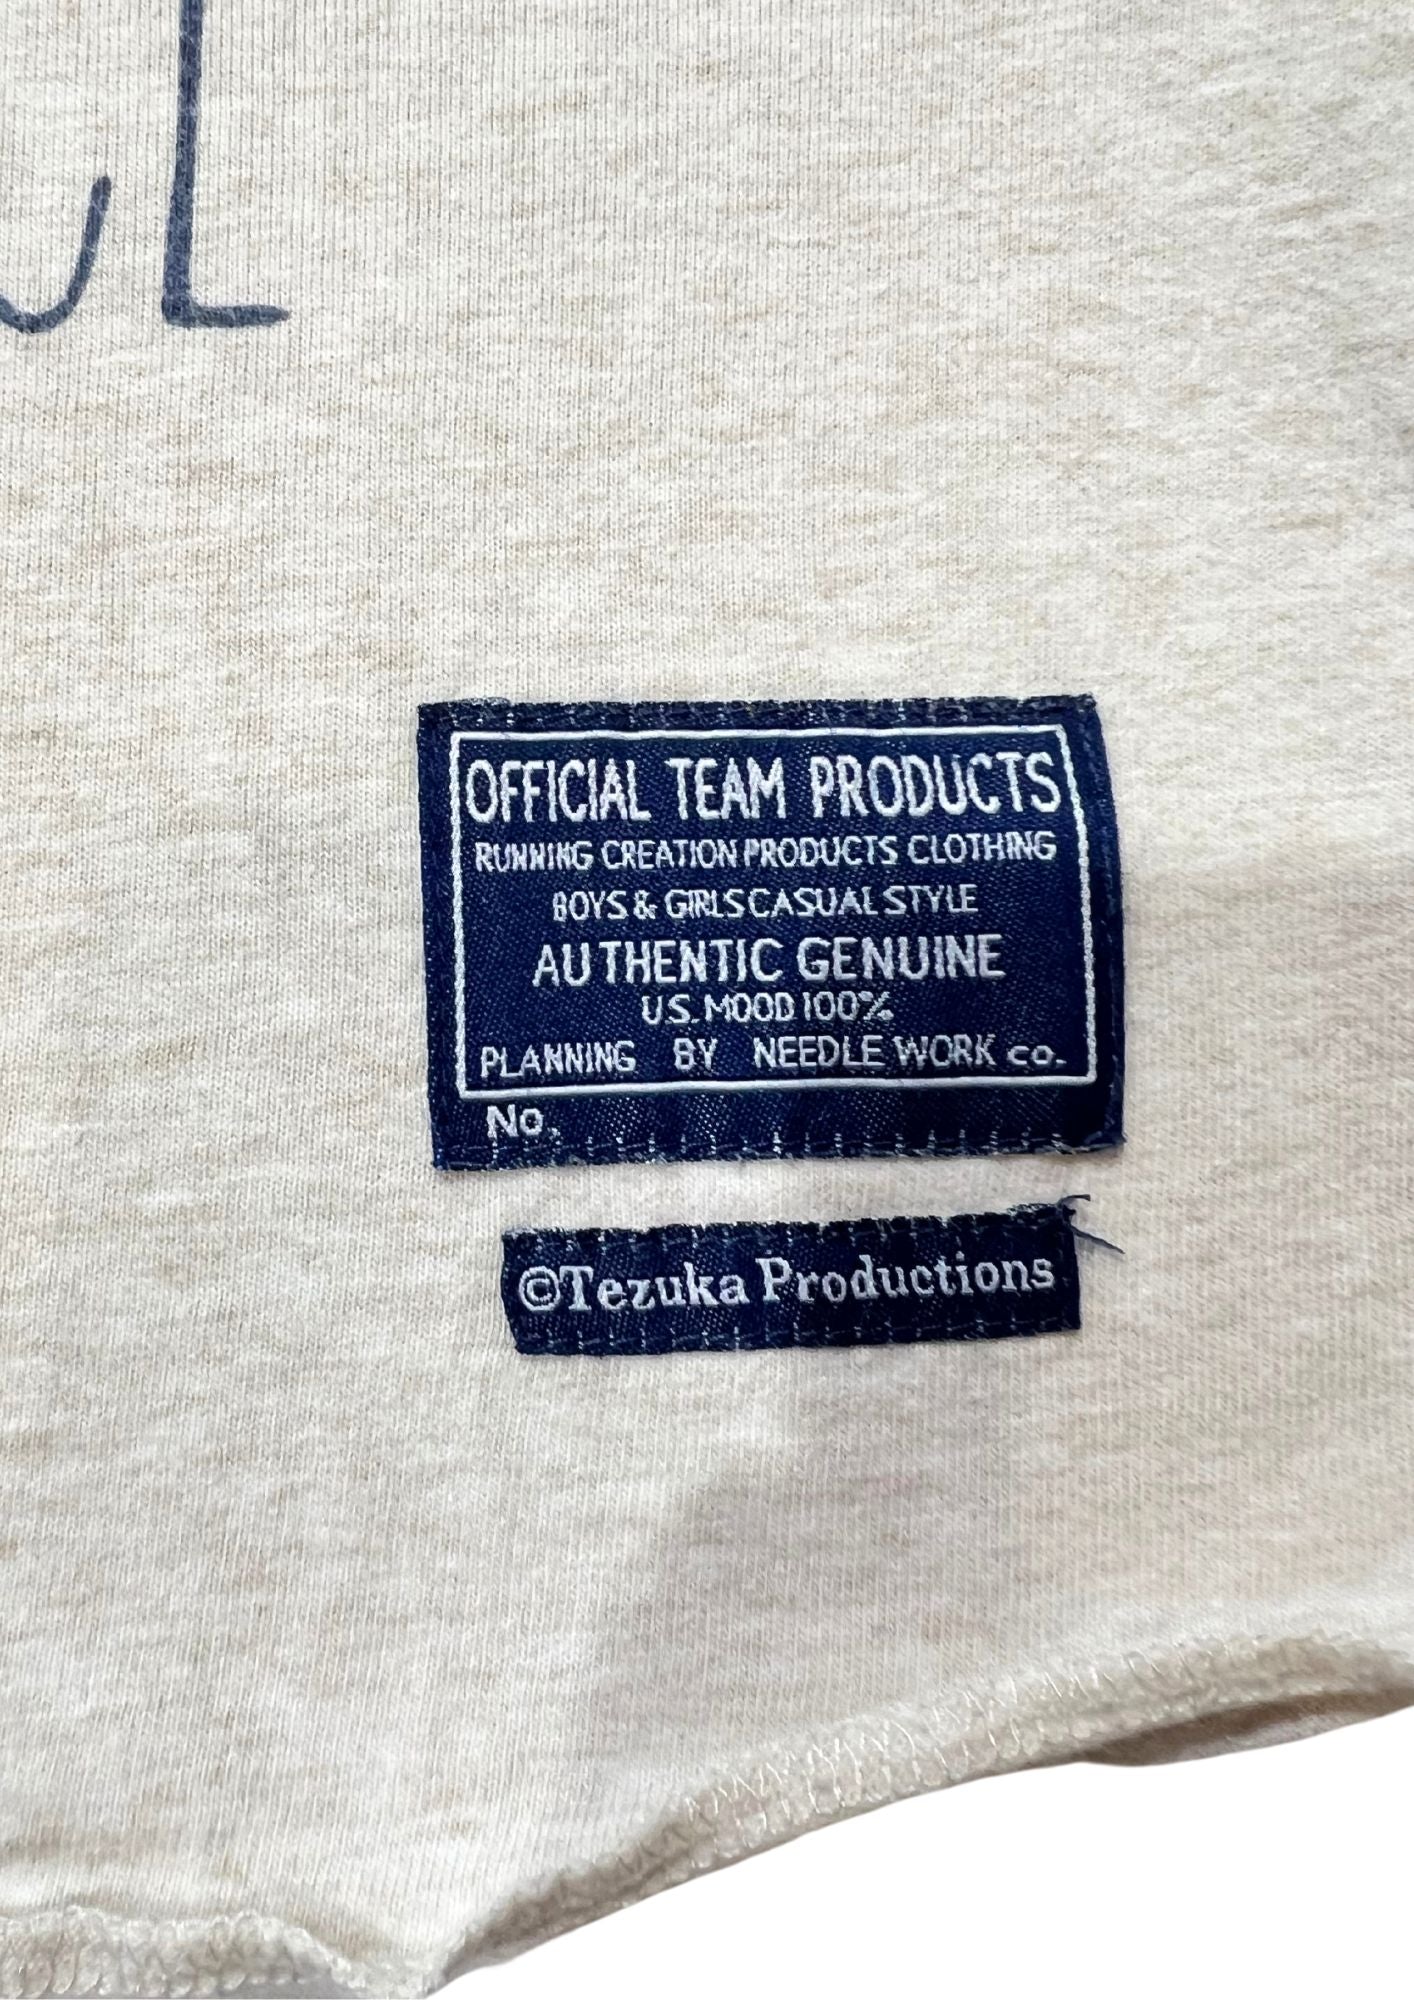 OFFICIAL TEAM PRODUCTS
RUNNING CREATION PRODUCTS CLOTHING
BOYS & GIRLS CASUAL STYLE
AUTHENTIC GENUINE
U.S. MOOD 100%
PLANNING BY NEEDLE WORK co.
No.
©Tezuka Productions